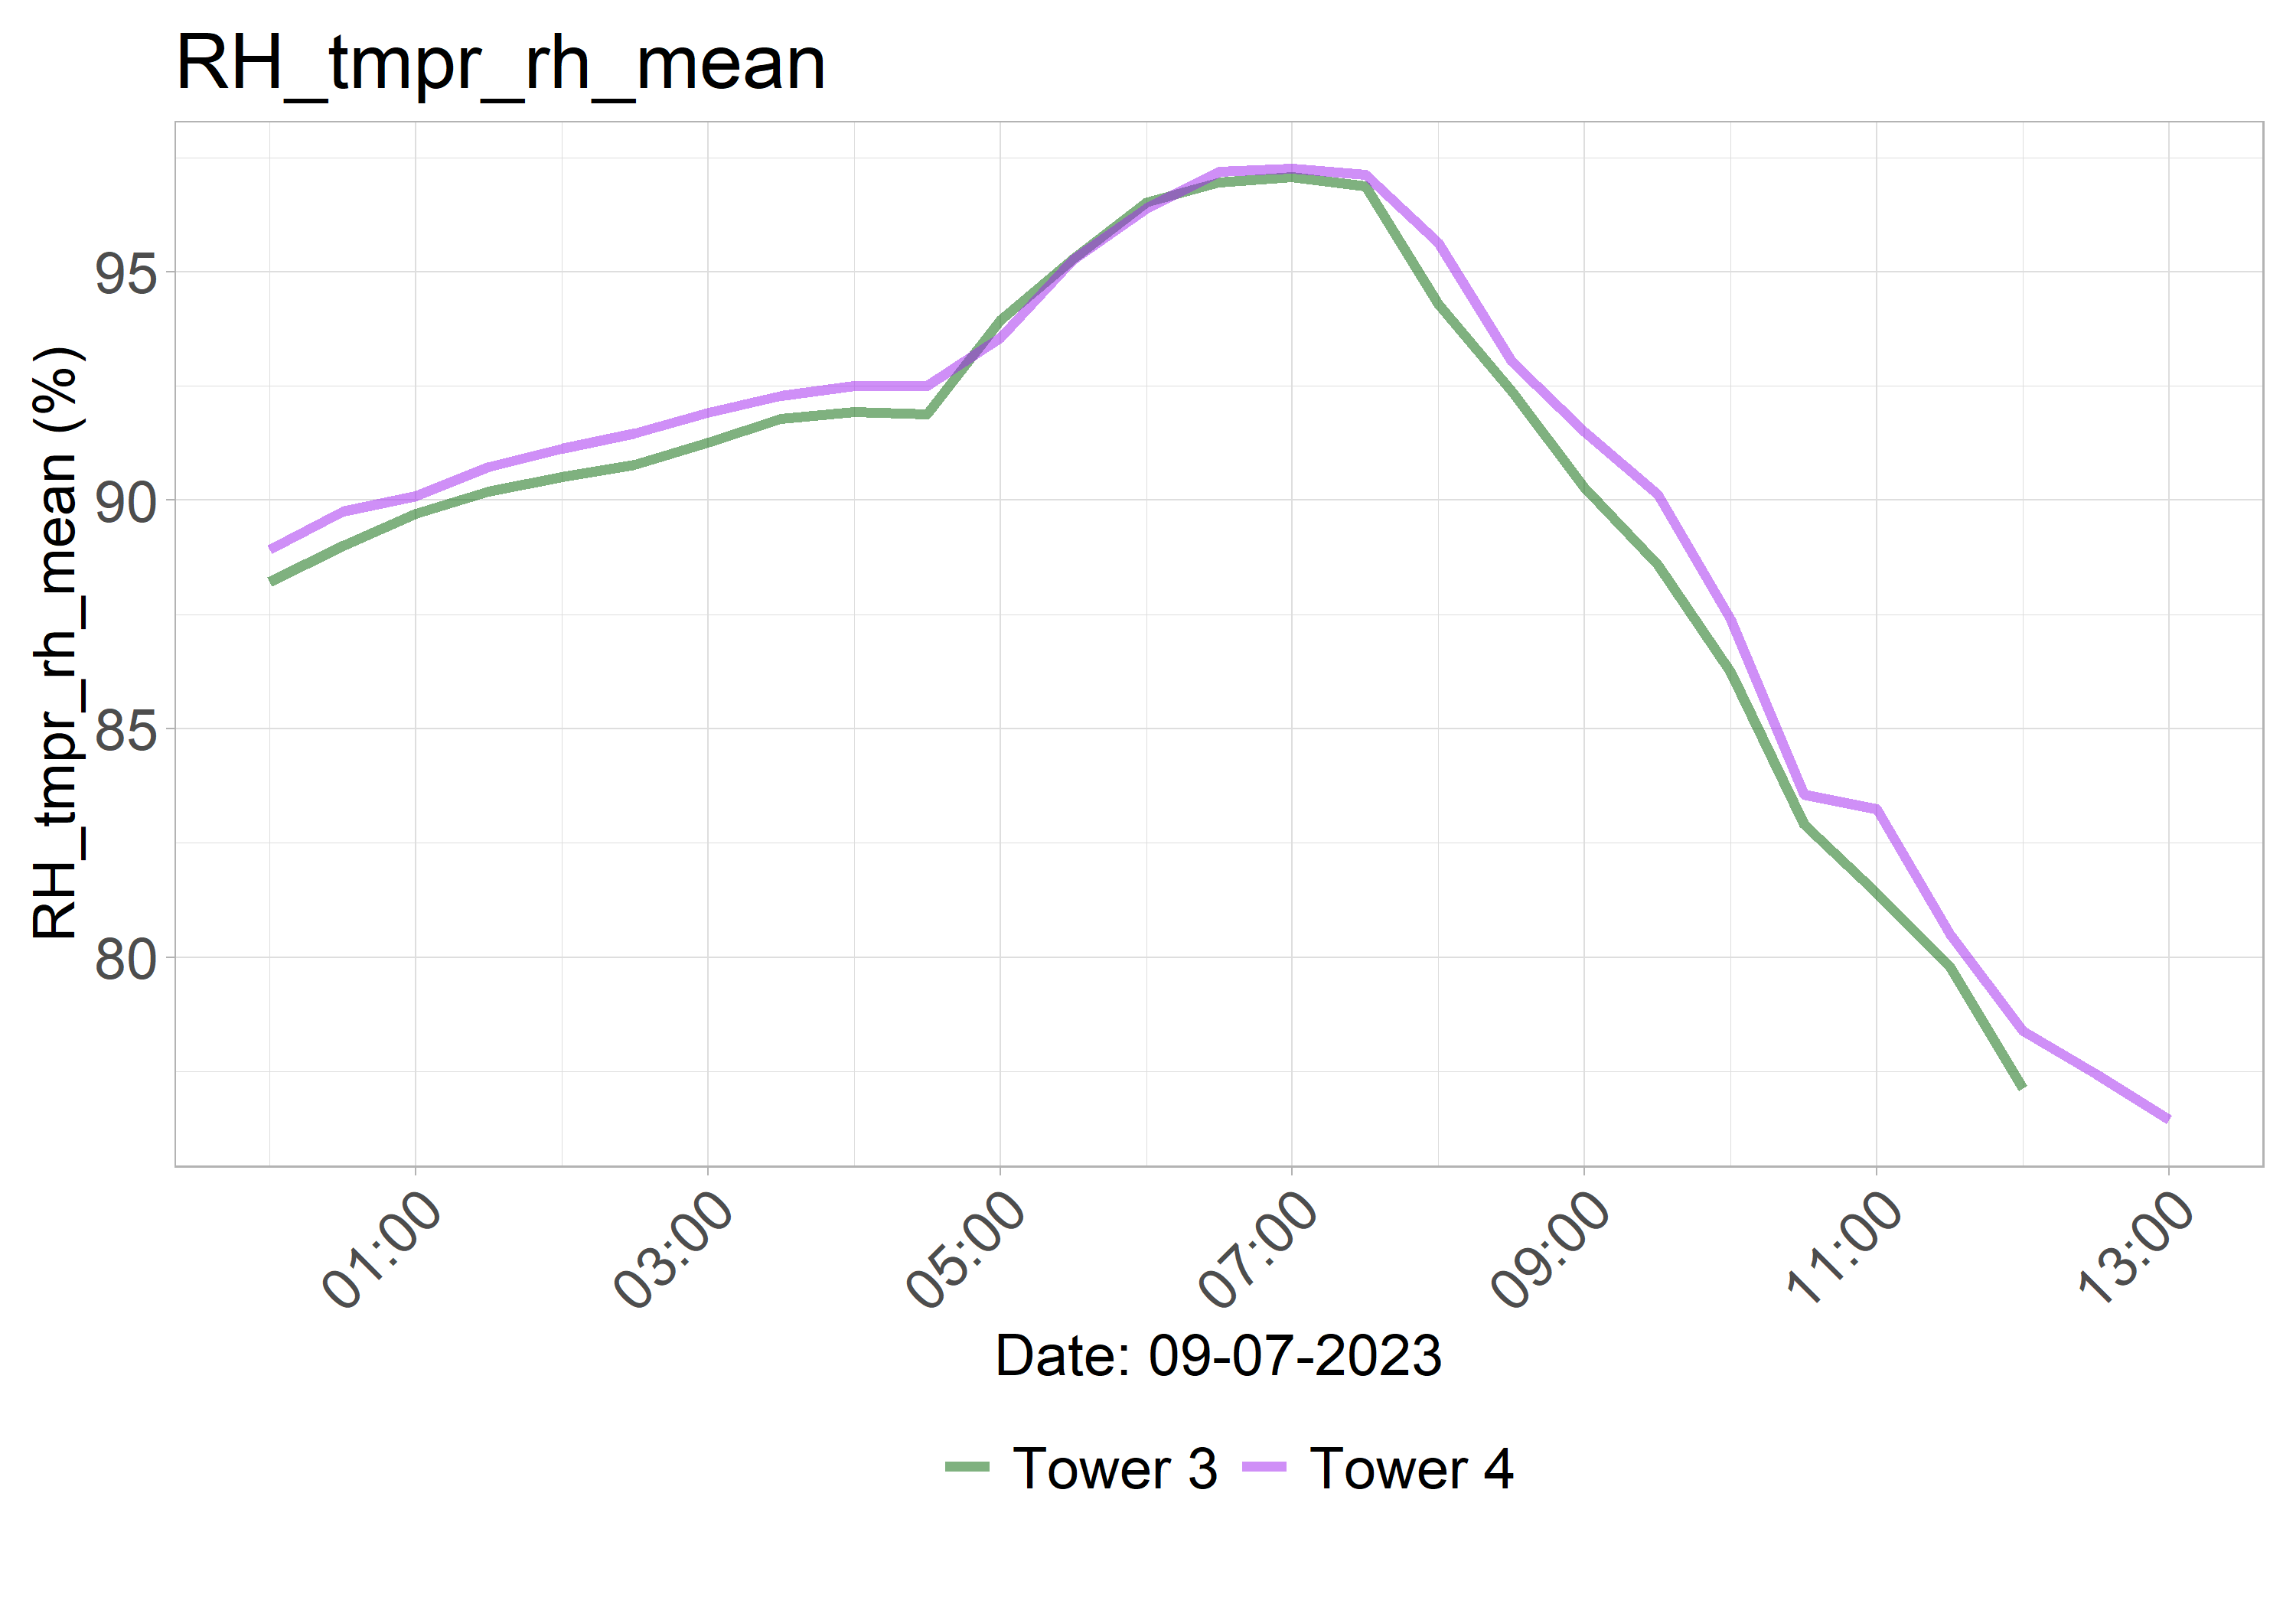 RH_tmpr_rh_mean
RH_tmpr_rh_mean (%)
95
90
85
80
01:00 03:00 05:00 07:00 09:00 11:00 13:00
Date: 09-07-2023
Tower 3 Tower 4